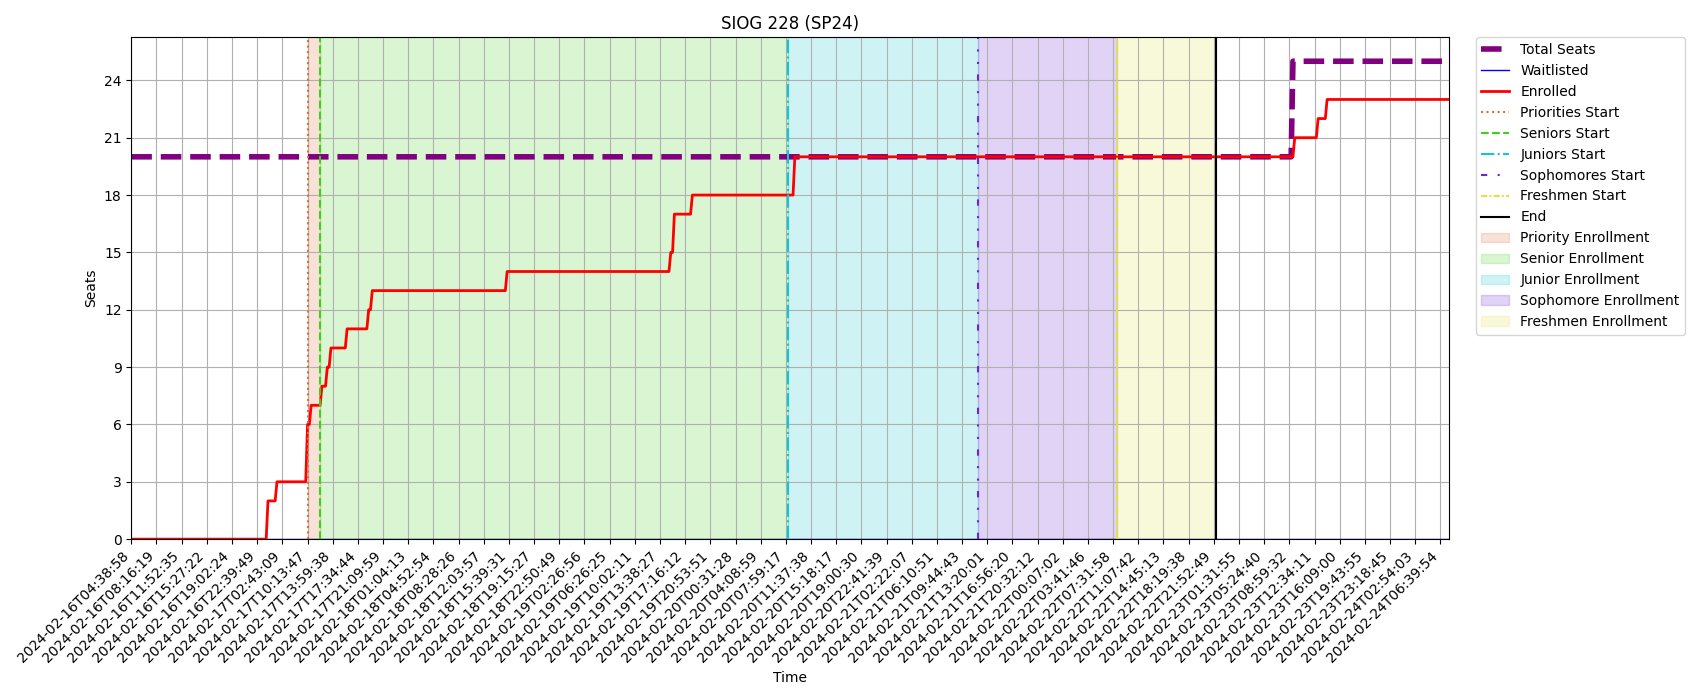 SIOG 228 (SP24)
Total Seats
Waitlisted
Enrolled
Priorities Start
Seniors Start
Juniors Start
Sophomores Start
Freshmen Start
End
Priority Enrollment
Senior Enrollment
Junior Enrollment
Sophomore Enrollment
Freshmen Enrollment
Seats
24
21
18
15
12
9
6
3
0
2024-02-16T04:38:58
2024-02-16T08:16:19
2024-02-16T11:52:35
2024-02-16T15:27:22
2024-02-16T19:02:24
2024-02-16T22:39:49
2024-02-17T02:43:09
2024-02-17T10:13:47
2024-02-17T13:59:38
2024-02-17T17:34:44
2024-02-17T21:09:59
2024-02-18T01:04:13
2024-02-18T04:52:54
2024-02-18T08:28:26
2024-02-18T12:03:57
2024-02-18T15:39:31
2024-02-18T19:15:27
2024-02-18T22:50:49
2024-02-19T02:26:56
2024-02-19T06:26:25
2024-02-19T10:02:11
2024-02-19T13:38:27
2024-02-19T17:16:12
2024-02-19T20:53:51
2024-02-20T00:31:28
2024-02-20T04:08:59
2024-02-20T07:59:17
2024-02-20T11:37:38
2024-02-20T15:18:17
2024-02-20T19:00:30
2024-02-20T22:41:39
2024-02-21T02:22:07
2024-02-21T06:10:51
2024-02-21T09:44:43
2024-02-21T13:20:01
2024-02-21T16:56:20
2024-02-21T20:32:12
2024-02-22T00:07:02
2024-02-22T03:41:46
2024-02-22T07:31:58
2024-02-22T11:07:42
2024-02-22T14:45:13
2024-02-22T18:19:38
2024-02-22T21:52:49
2024-02-23T01:31:55
2024-02-23T05:24:40
2024-02-23T08:59:32
2024-02-23T12:34:11
2024-02-23T16:09:00
2024-02-23T19:43:55
2024-02-23T23:18:45
2024-02-24T02:54:03
2024-02-24T06:39:54
Time